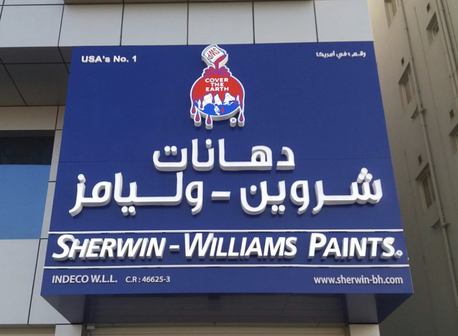 USA's No. 1
رقم ١ في أمريكا
SWP
COVER
THE
EARTH
دهانات
شروين - وليامز
SHERWIN-WILLIAMS PAINTS®
INDECO W.L.L. C.R: 46625-3
www.sherwin-bh.com